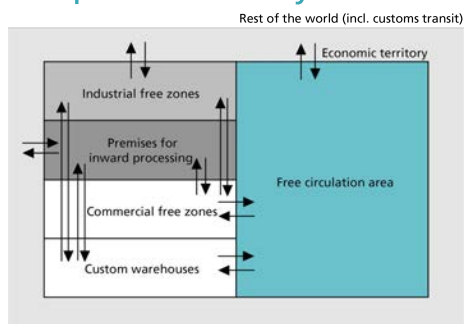 Rest of the world (incl. customs transit)
Economic territory
Industrial free zones
Premises for
inward processing
Free circulation area
Commercial free zones
Custom warehouses